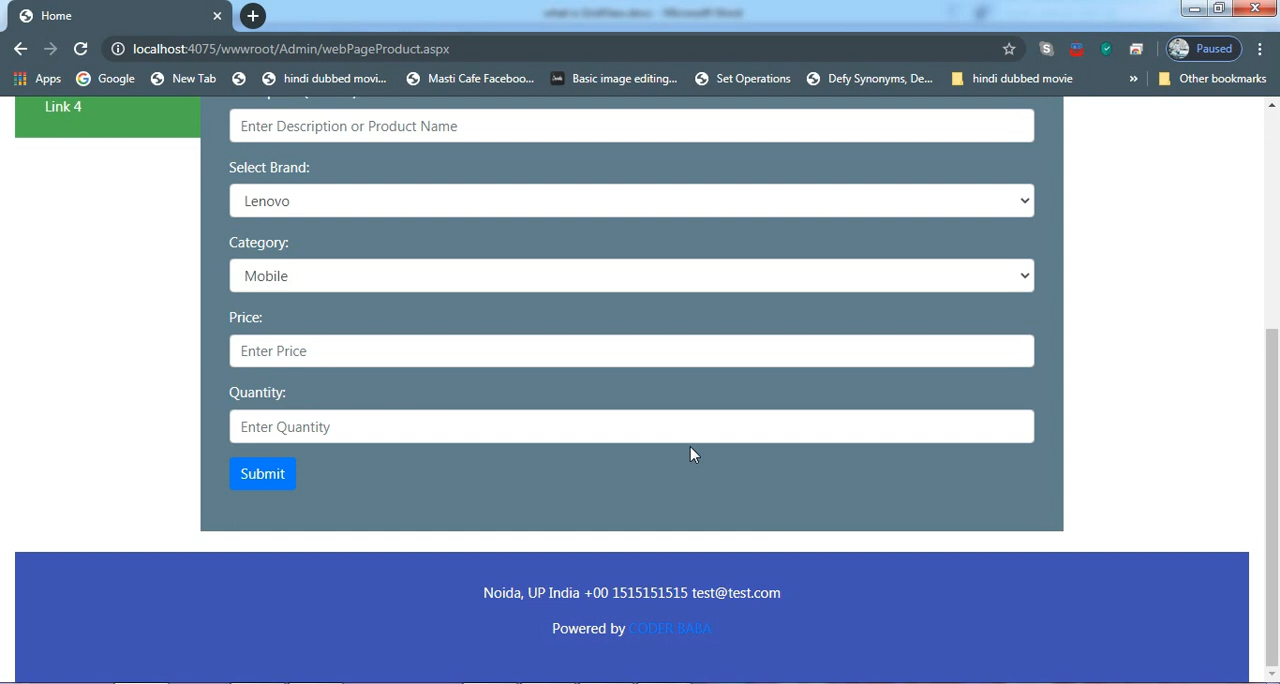 Home
localhost:4075/wwwroot/Admin/webPageProduct.aspx
Paused
Apps
Google
New Tab
hindi dubbed movi...
Masti Cafe Faceboo...
Basic image editing...
Set Operations
Defy Synonyms, De...
hindi dubbed movie
»
Other bookmarks
Link 4
Enter Description or Product Name
Select Brand:
Lenovo
Category:
Mobile
Price:
Enter Price
Quantity:
Enter Quantity
Submit
Noida, UP India +00 1515151515 test@test.com
Powered by CODER BABA